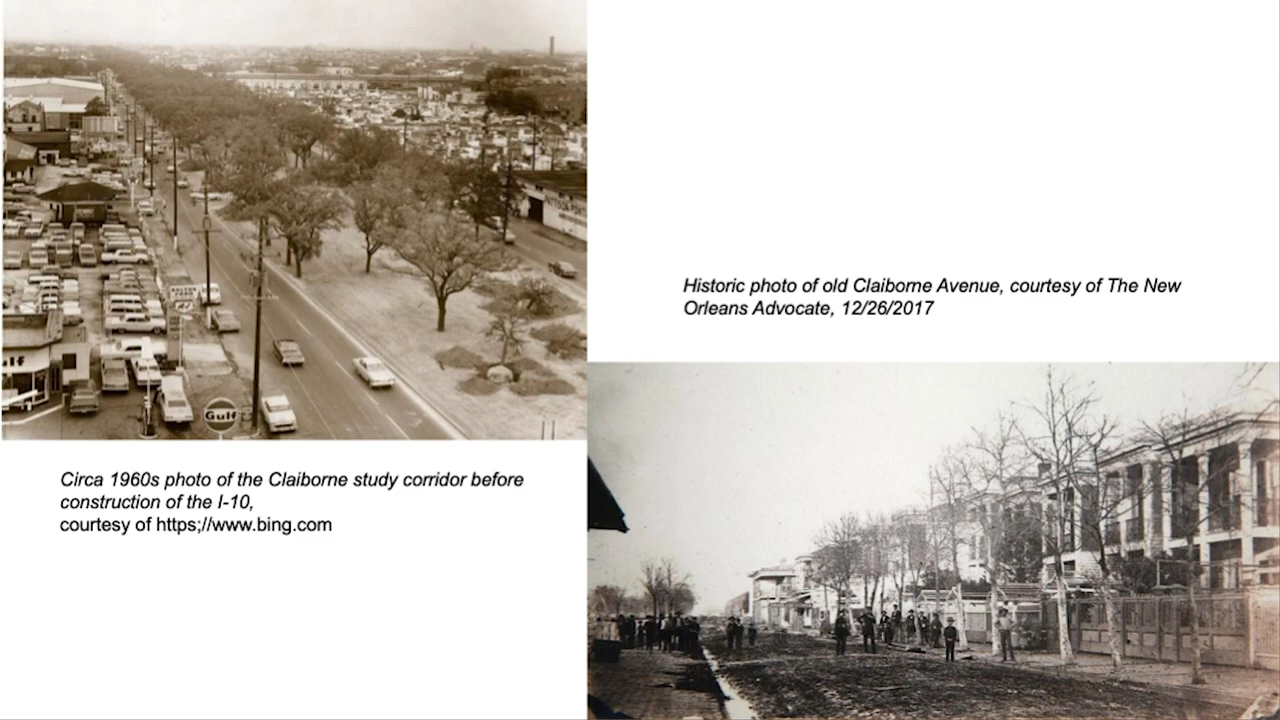 Gulf
Circa 1960s photo of the Claiborne study corridor before
construction of the I-10,
courtesy of https;//www.bing.com
Historic photo of old Claiborne Avenue, courtesy of The New
Orleans Advocate, 12/26/2017